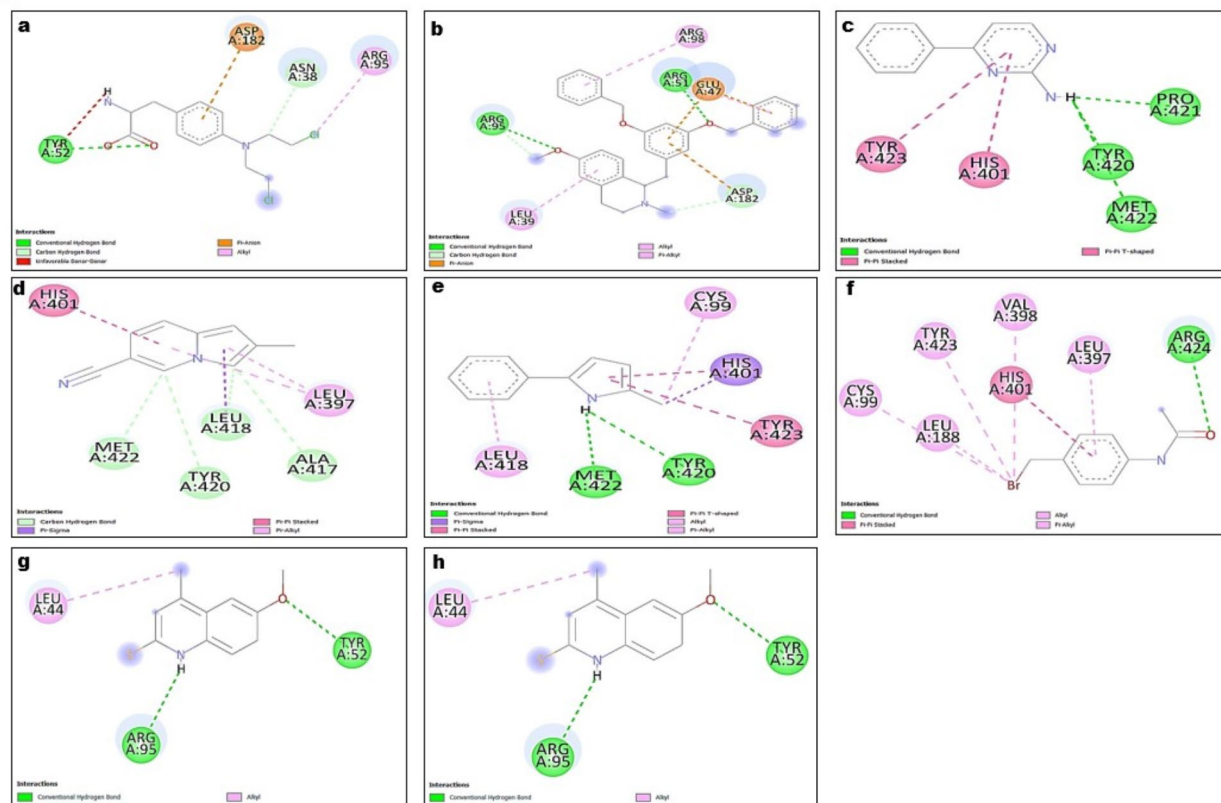 a
ASP
A:182
ASN
A:38
ARG
A:95
H
N
O
O
TYR
A:52
N
Cl
Cl
Interactions
Conventional Hydrogen Bond
Carbon Hydrogen Bond
Unfavorable Donor-Donor
Pi-Anion
Alkyl
b
ARG
A:98
ARG
A:51
GLU
A:47
ARG
A:95
O
O
O
LEU
A:39
N
ASP
A:182
Interactions
Conventional Hydrogen Bond
Carbon Hydrogen Bond
Pi-Anion
Alkyl
Pi-Alkyl
c
N
N
N
H
PRO
A:421
TYR
A:423
HIS
A:401
TYR
A:420
MET
A:422
Interactions
Conventional Hydrogen Bond
Pi-Pi Stacked
Pi-Pi T-shaped
d
HIS
A:401
N
N
LEU
A:397
LEU
A:418
MET
A:422
TYR
A:420
ALA
A:417
Interactions
Carbon Hydrogen Bond
Pi-Sigma
Pi-Pi Stacked
Pi-Alkyl
e
CYS
A:99
HIS
A:401
N
H
TYR
A:423
LEU
A:418
MET
A:422
TYR
A:420
Interactions
Conventional Hydrogen Bond
Pi-Sigma
Pi-Pi Stacked
Pi-Pi T-shaped
Alkyl
Pi-Alkyl
f
VAL
A:398
TYR
A:423
LEU
A:397
ARG
A:424
HIS
A:401
CYS
A:99
LEU
A:188
O
Br
N
Interactions
Conventional Hydrogen Bond
Pi-Pi Stacked
Alkyl
Pi-Alkyl
g
LEU
A:44
O
TYR
A:52
N
H
ARG
A:95
Interactions
Conventional Hydrogen Bond
Alkyl
h
LEU
A:44
O
TYR
A:52
N
H
ARG
A:95
Interactions
Conventional Hydrogen Bond
Alkyl